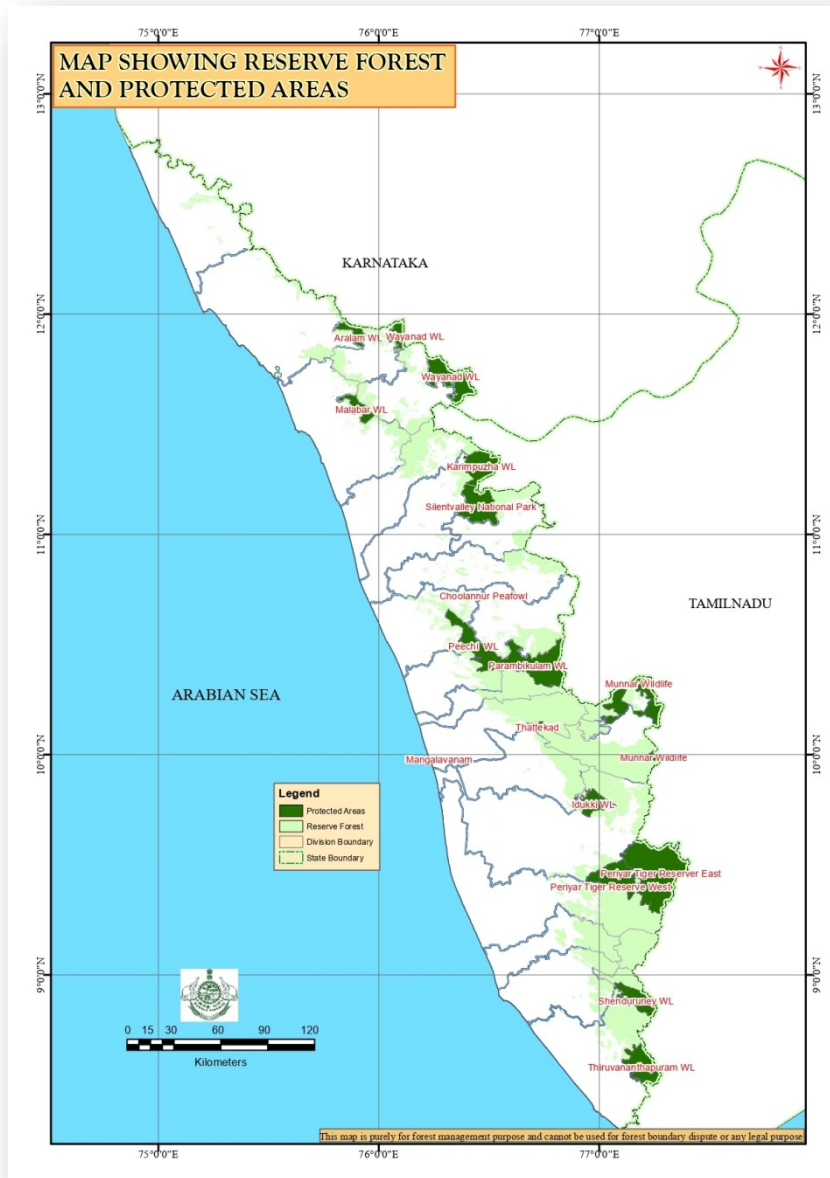 MAP SHOWING RESERVE FOREST
AND PROTECTED AREAS
75°0'0"E
76°0'0"E
77°0'0"E
13°0'0"N
13°0'0"N
KARNATAKA
12°0'0"N
12°0'0"N
Aralam WL
Wayanad WL
Wayanad WL
Malabar WL
Karimpuzha WL
Silentvalley National Park
11°0'0"N
11°0'0"N
Choolannur Peafowl
TAMILNADU
Peechi WL
Parambikulam WL
Munnar Wildlife
ARABIAN SEA
Thattekad
10°0'0"N
Mangalavanam
Munnar Wildlife
10°0'0"N
Legend
Protected Areas
Reserve Forest
Division Boundary
State Boundary
Idukki WL
Periyar Tiger Reserver East
Periyar Tiger Reserve West
9°0'0"N
9°0'0"N
Shenduruney WL
0 15 30 60 90 120
Kilometers
Thiruvananthapuram WL
This map is purely for forest management purpose and cannot be used for forest boundary dispute or any legal purpose
75°0'0"E
76°0'0"E
77°0'0"E